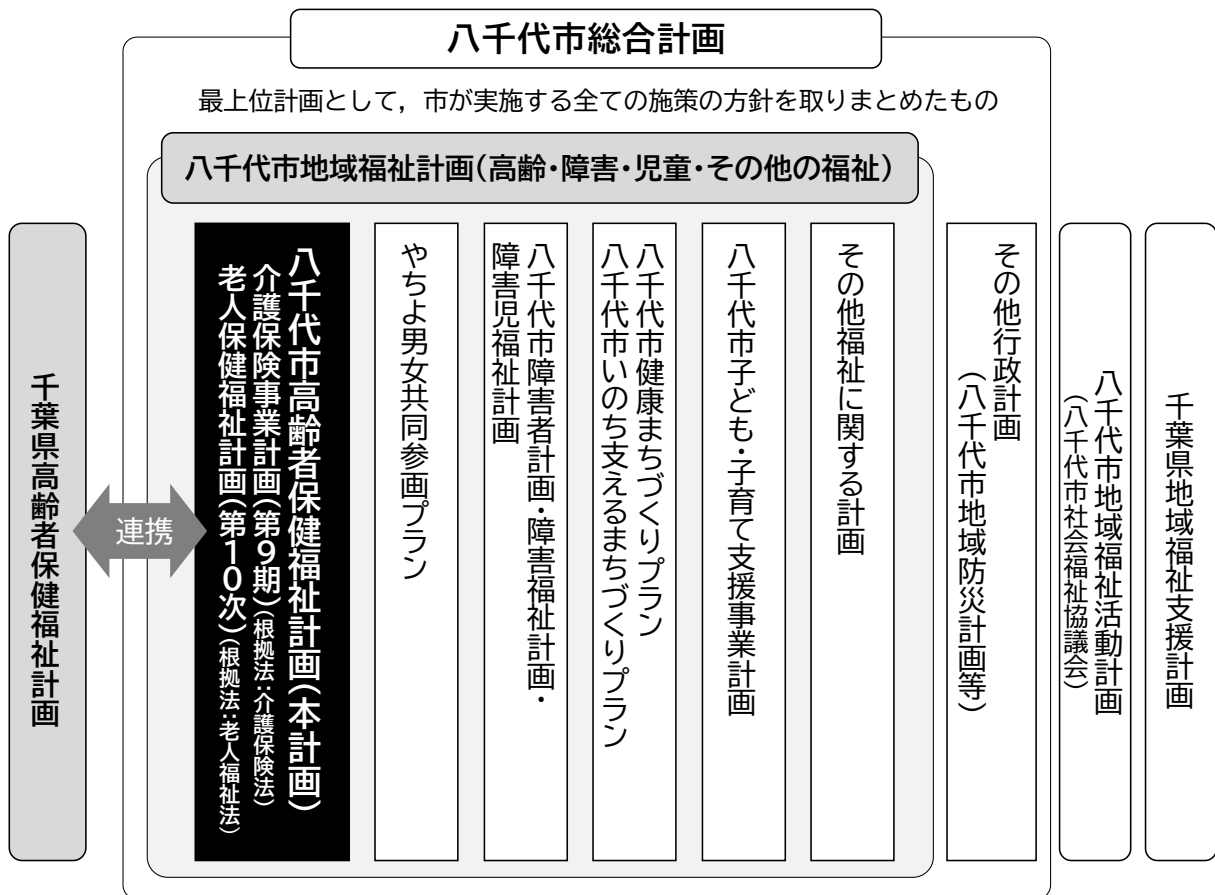 八千代市総合計画
最上位計画として，市が実施する全ての施策の方針を取りまとめたもの
八千代市地域福祉計画（高齢・障害・児童・その他の福祉）
千葉県高齢者保健福祉計画
連携
八千代市高齢者保健福祉計画（本計画）
介護保険事業計画（第９期）（根拠法：介護保険法）
老人保健福祉計画（第１０次）（根拠法：老人福祉法）
やちよ男女共同参画プラン
八千代市障害者計画・障害福祉計画・
障害児福祉計画
八千代市健康まちづくりプラン
八千代市いのち支えるまちづくりプラン
八千代市子ども・子育て支援事業計画
その他福祉に関する計画
その他行政計画
（八千代市地域防災計画等）
八千代市地域福祉活動計画
（八千代市社会福祉協議会）
千葉県地域福祉支援計画